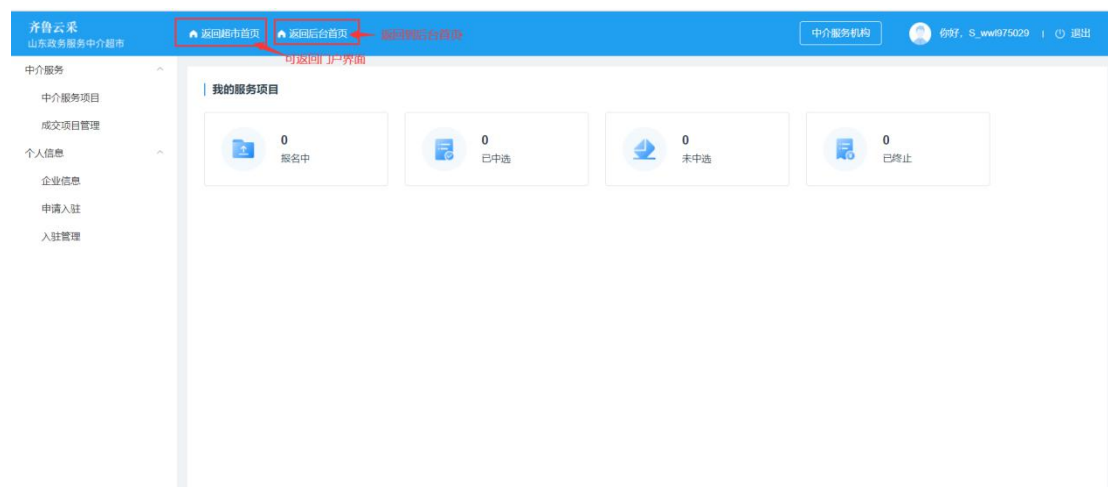 齐鲁云采
山东政务服务中介超市
返回超市首页
返回后台首页
返回到后台首页
可返回门户界面
中介服务机构
你好，S_wwl975029
退出
中介服务
中介服务项目
成交项目管理
个人信息
企业信息
申请入驻
入驻管理
我的服务项目
0
报名中
0
已中选
0
未中选
0
已终止